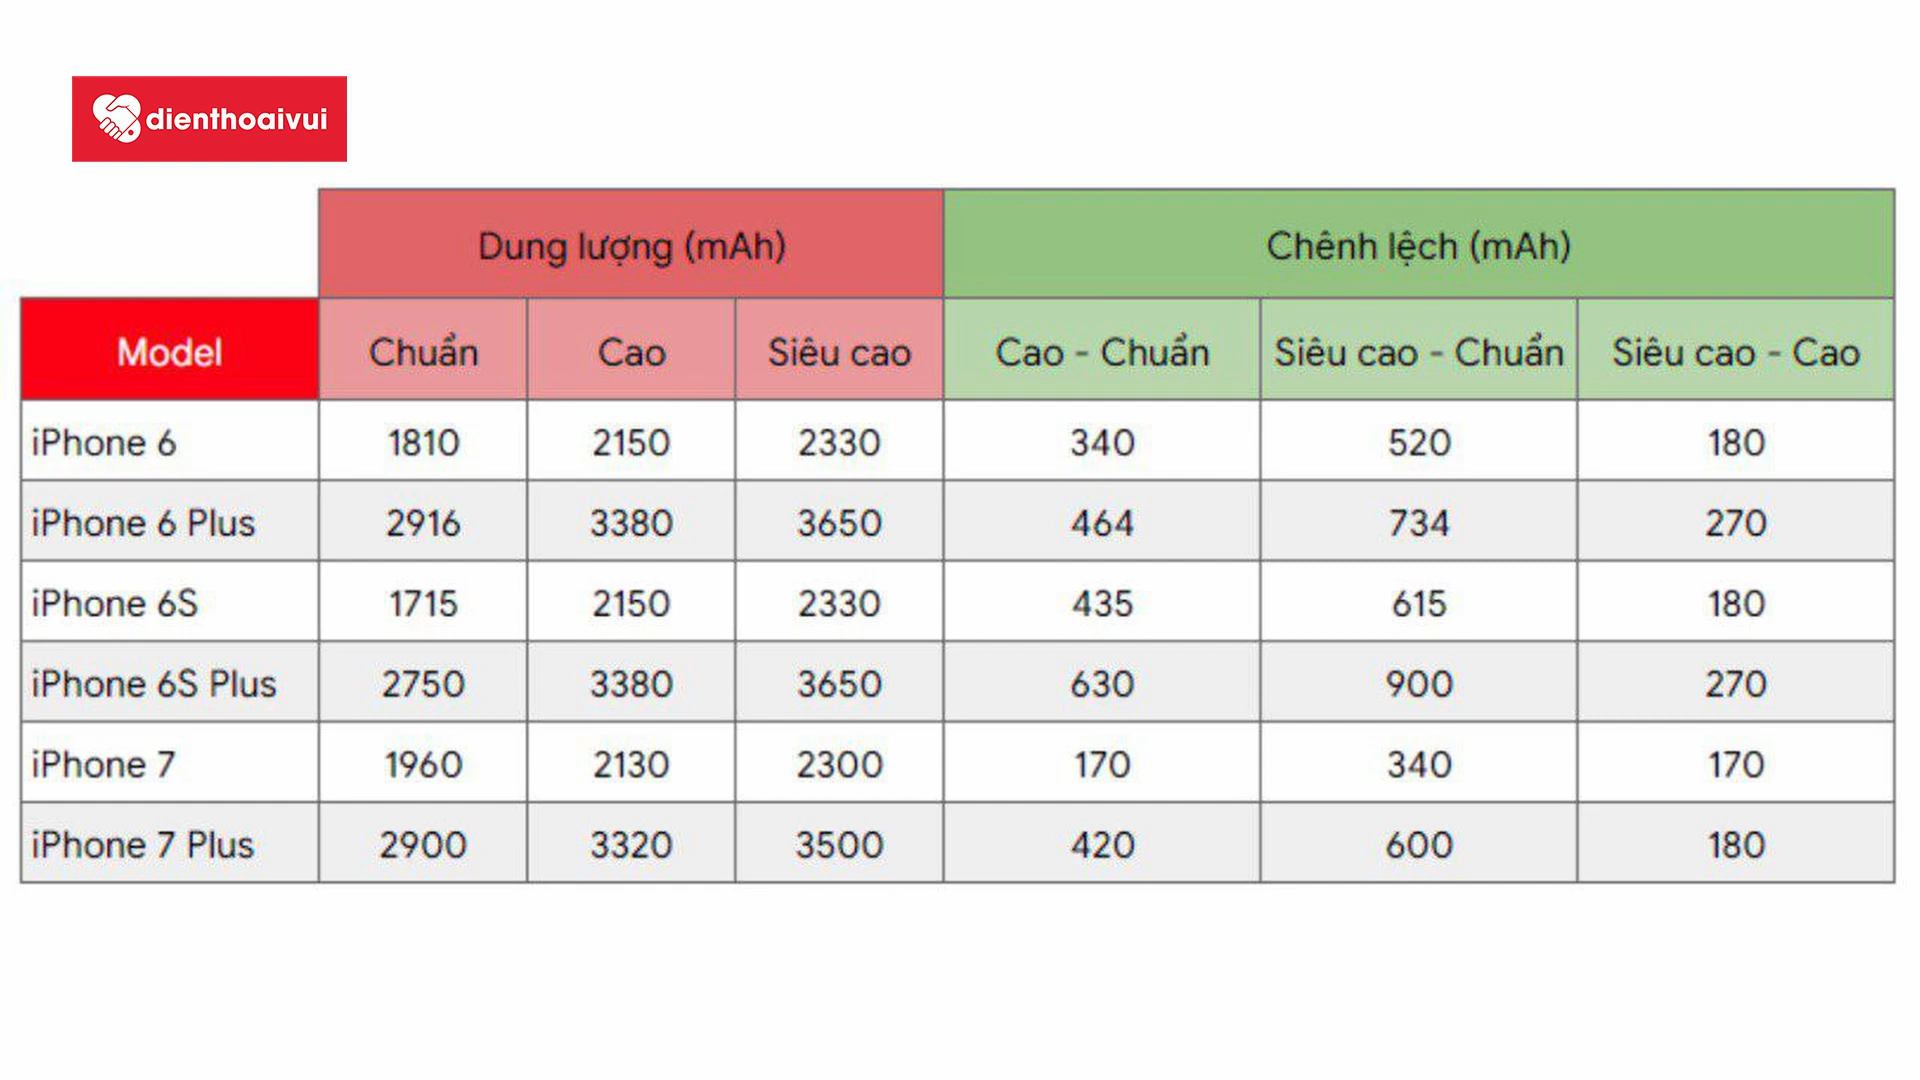 dienthoaivui
Dung lượng (mAh) Chênh lệch (mAh)
Model Chuẩn Cao Siêu cao Cao - Chuẩn Siêu cao - Chuẩn Siêu cao - Cao
iPhone 6 1810 2150 2330 340 520 180
iPhone 6 Plus 2916 3380 3650 464 734 270
iPhone 6S 1715 2150 2330 435 615 180
iPhone 6S Plus 2750 3380 3650 630 900 270
iPhone 7 1960 2130 2300 170 340 170
iPhone 7 Plus 2900 3320 3500 420 600 180